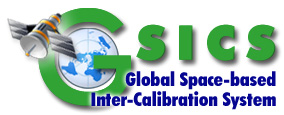 GSICS
Global Space-based
Inter-Calibration System